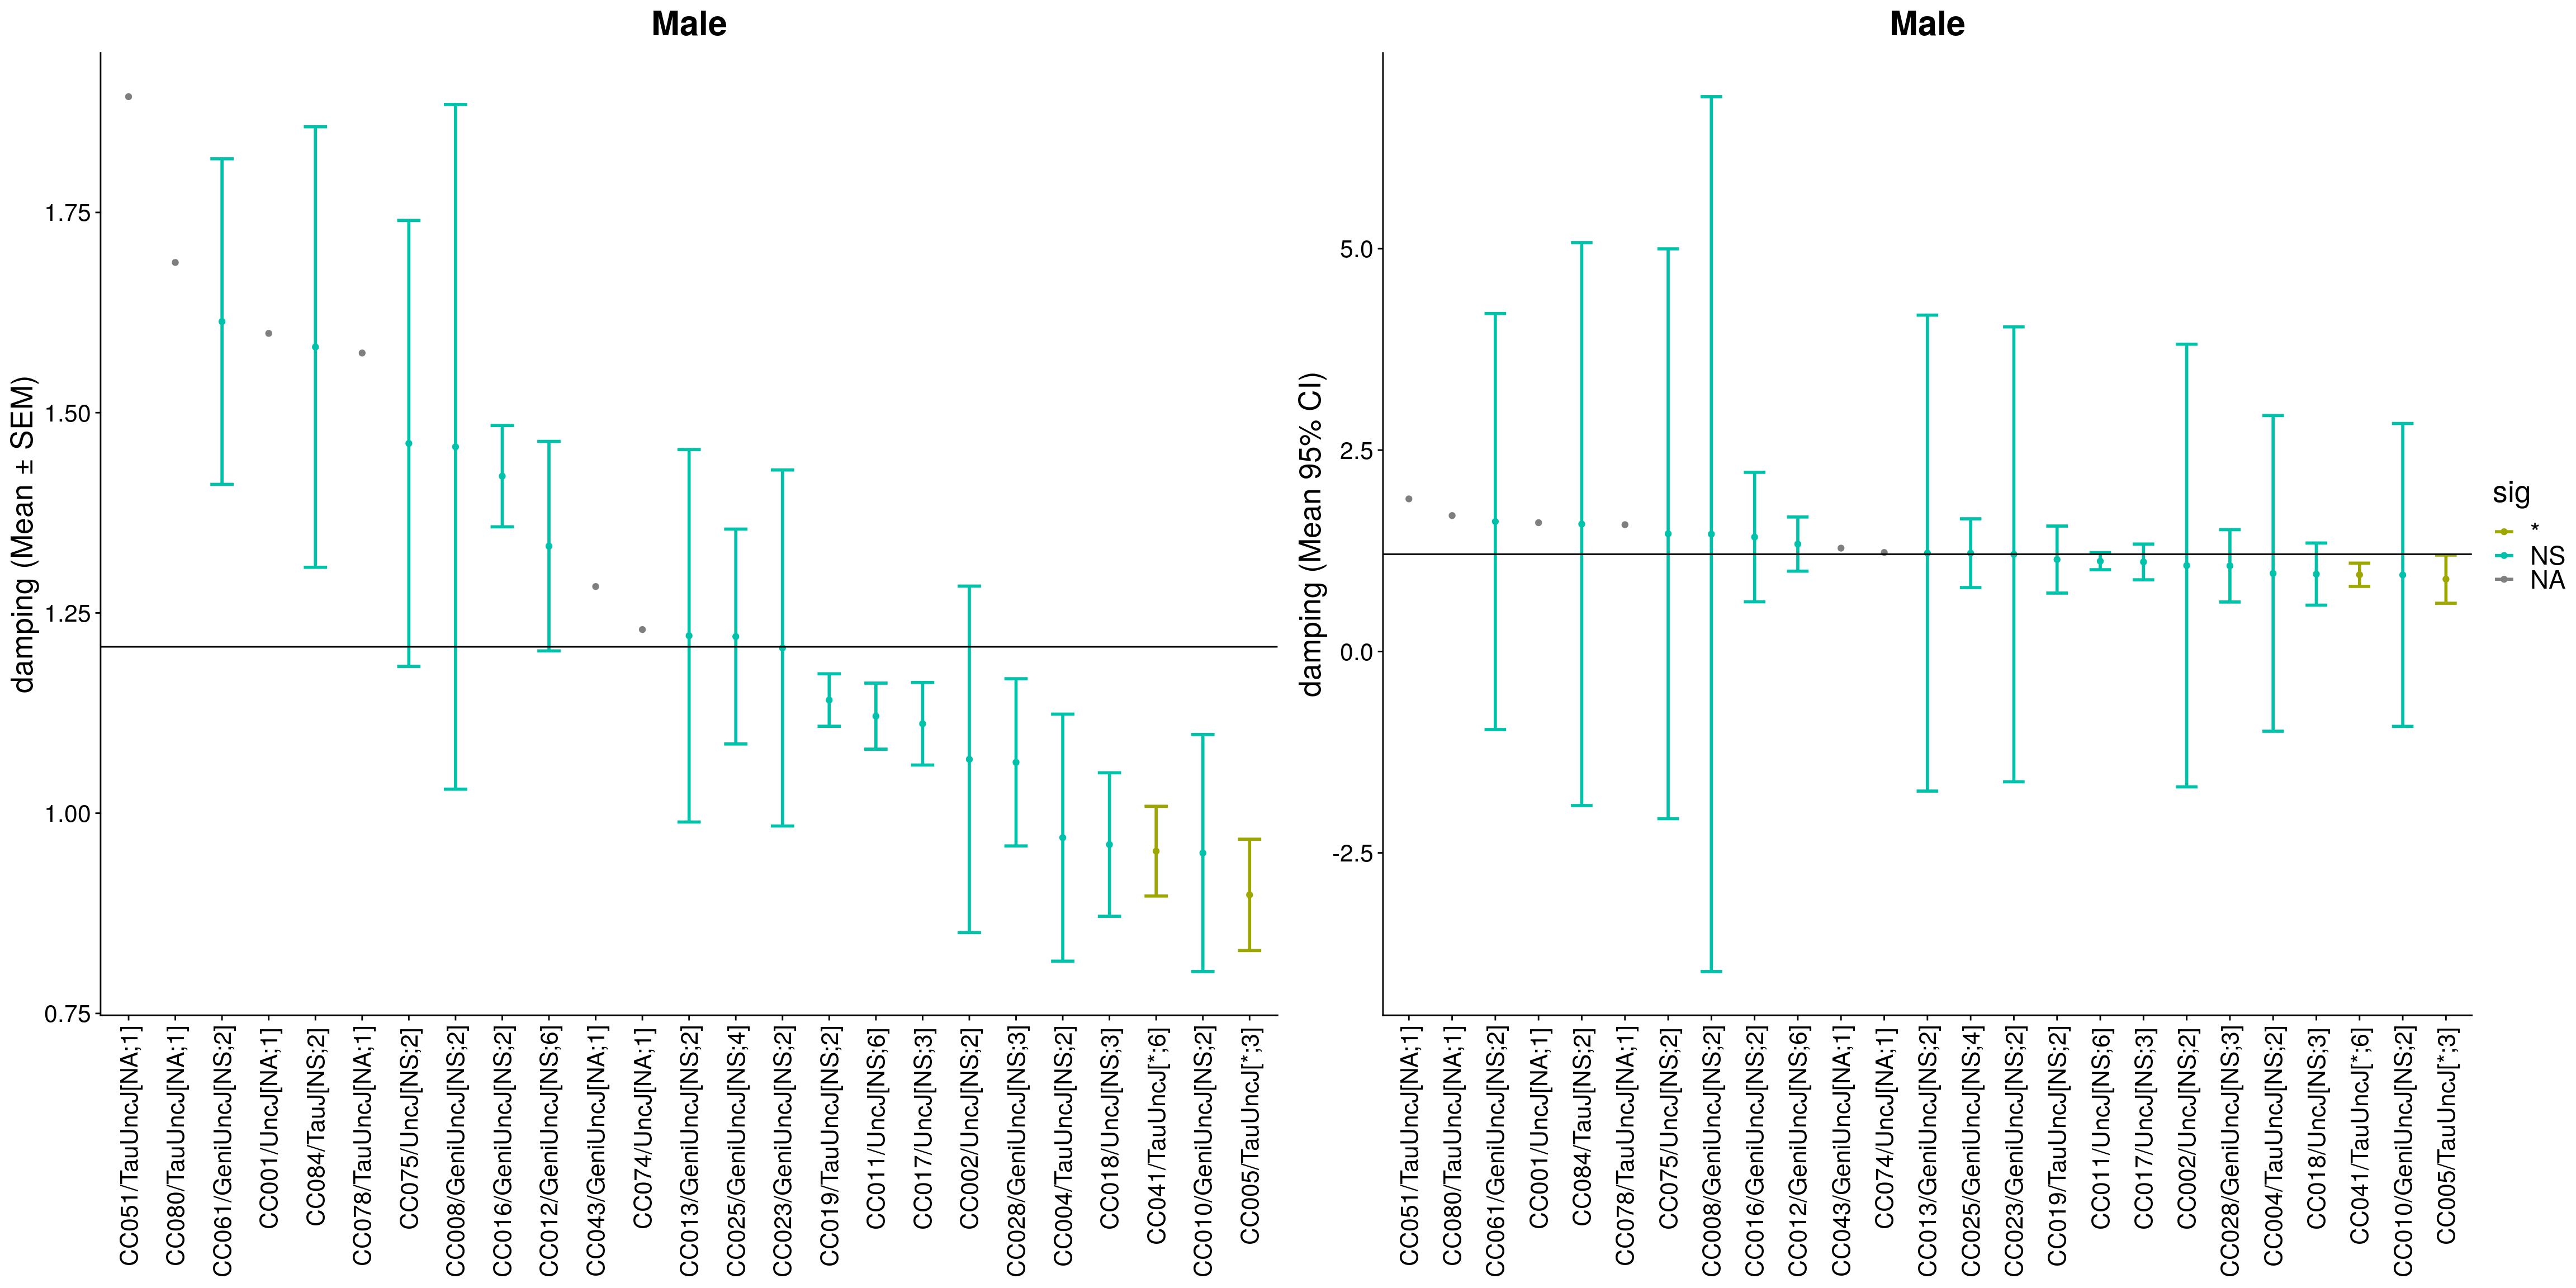 Male
damping (Mean ± SEM)
1.75
1.50
1.25
1.00
0.75
CC051/TauUncJ[NA;1]
CC080/TauUncJ[NA;1]
CC061/GeniUncJ[NS;2]
CC001/UncJ[NA;1]
CC084/TauJ[NS;2]
CC078/TauUncJ[NA;1]
CC075/UncJ[NS;2]
CC008/GeniUncJ[NS;2]
CC016/GeniUncJ[NS;2]
CC012/GeniUncJ[NS;6]
CC043/GeniUncJ[NA;1]
CC074/UncJ[NA;1]
CC013/GeniUncJ[NS;2]
CC025/GeniUncJ[NS;4]
CC023/GeniUncJ[NS;2]
CC019/TauUncJ[NS;2]
CC011/UncJ[NS;6]
CC017/UncJ[NS;3]
CC002/UncJ[NS;2]
CC028/GeniUncJ[NS;3]
CC004/TauUncJ[NS;2]
CC018/UncJ[NS;3]
CC041/TauUncJ[*;6]
CC010/GeniUncJ[NS;2]
CC005/TauUncJ[*;3]
Male
damping (Mean 95% CI)
5.0
2.5
0.0
-2.5
CC051/TauUncJ[NA;1]
CC080/TauUncJ[NA;1]
CC061/GeniUncJ[NS;2]
CC001/UncJ[NA;1]
CC084/TauJ[NS;2]
CC078/TauUncJ[NA;1]
CC075/UncJ[NS;2]
CC008/GeniUncJ[NS;2]
CC016/GeniUncJ[NS;2]
CC012/GeniUncJ[NS;6]
CC043/GeniUncJ[NA;1]
CC074/UncJ[NA;1]
CC013/GeniUncJ[NS;2]
CC025/GeniUncJ[NS;4]
CC023/GeniUncJ[NS;2]
CC019/TauUncJ[NS;2]
CC011/UncJ[NS;6]
CC017/UncJ[NS;3]
CC002/UncJ[NS;2]
CC028/GeniUncJ[NS;3]
CC004/TauUncJ[NS;2]
CC018/UncJ[NS;3]
CC041/TauUncJ[*;6]
CC010/GeniUncJ[NS;2]
CC005/TauUncJ[*;3]
sig
*
NS
NA